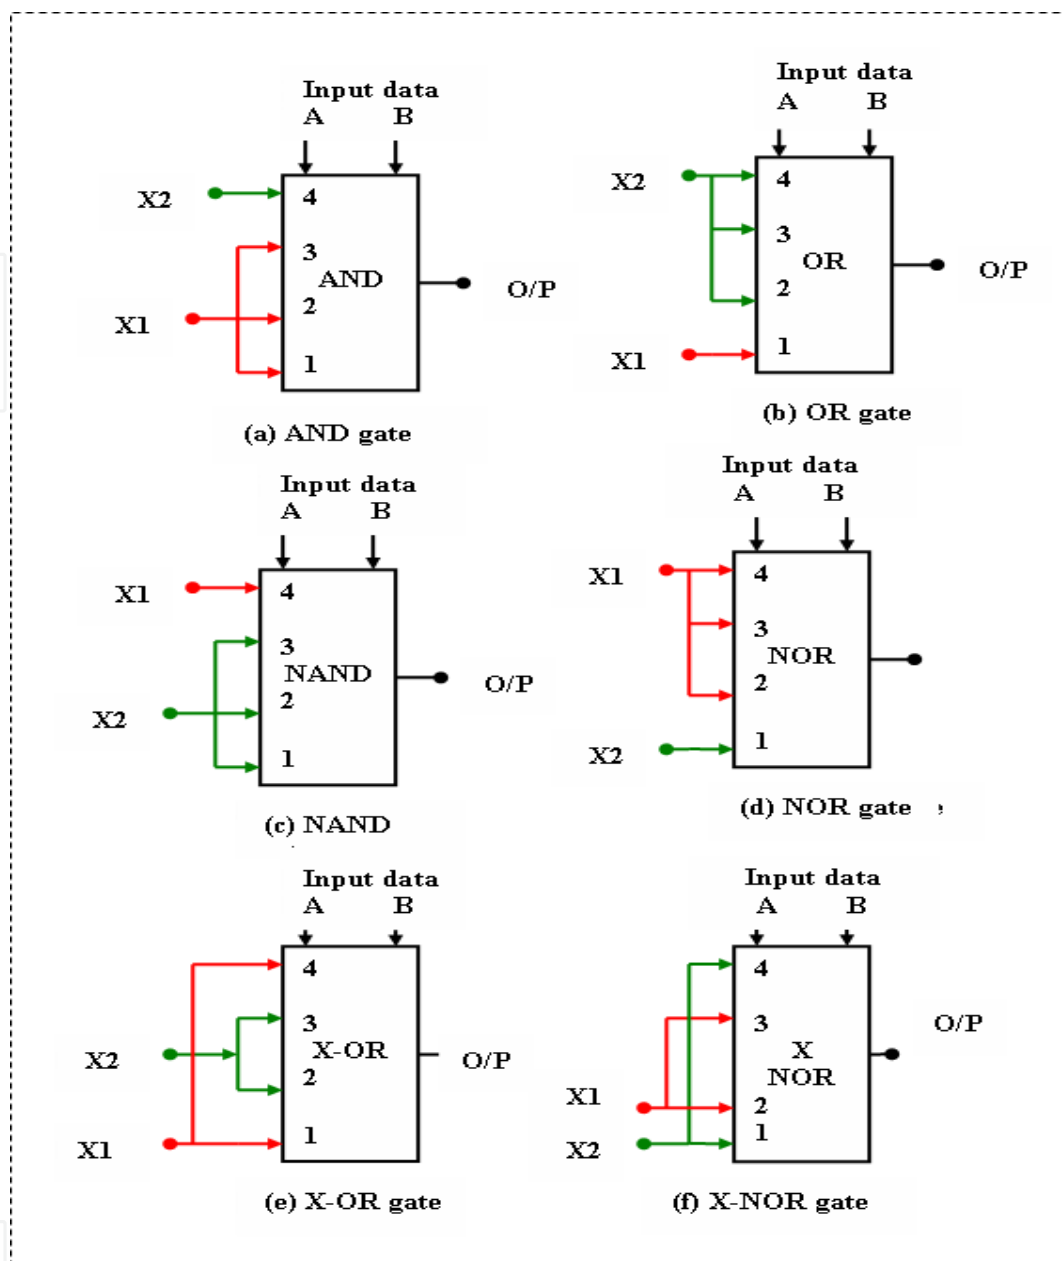 Input data
A B
X2
4
3
AND
2
X1
1
O/P
(a) AND gate
Input data
A B
X2
4
3
OR
2
X1
1
O/P
(b) OR gate
Input data
A B
X1
4
3
NAND
2
X2
1
O/P
(c) NAND
Input data
A B
X1
4
3
NOR
2
X2
1
(d) NOR gate
Input data
A B
4
3
X2
X-OR
2
X1
1
O/P
(e) X-OR gate
Input data
A B
4
3
O/P
X
NOR
X1
2
X2
1
(f) X-NOR gate